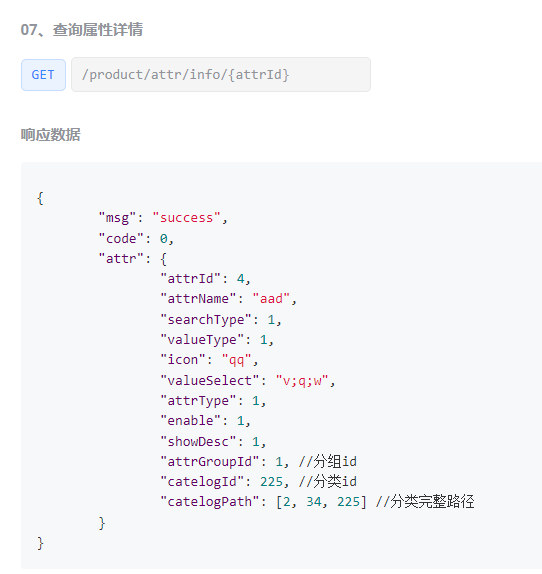 07、查询属性详情
GET /product/attr/info/{attrId}
响应数据
{
"msg": "success",
"code": 0,
"attr": {
"attrId": 4,
"attrName": "aad",
"searchType": 1,
"valueType": 1,
"icon": "qq",
"valueSelect": "v;q;w",
"attrType": 1,
"enable": 1,
"showDesc": 1,
"attrGroupId": 1, //分组id
"catelogId": 225, //分类id
"catelogPath": [2, 34, 225] //分类完整路径
}
}